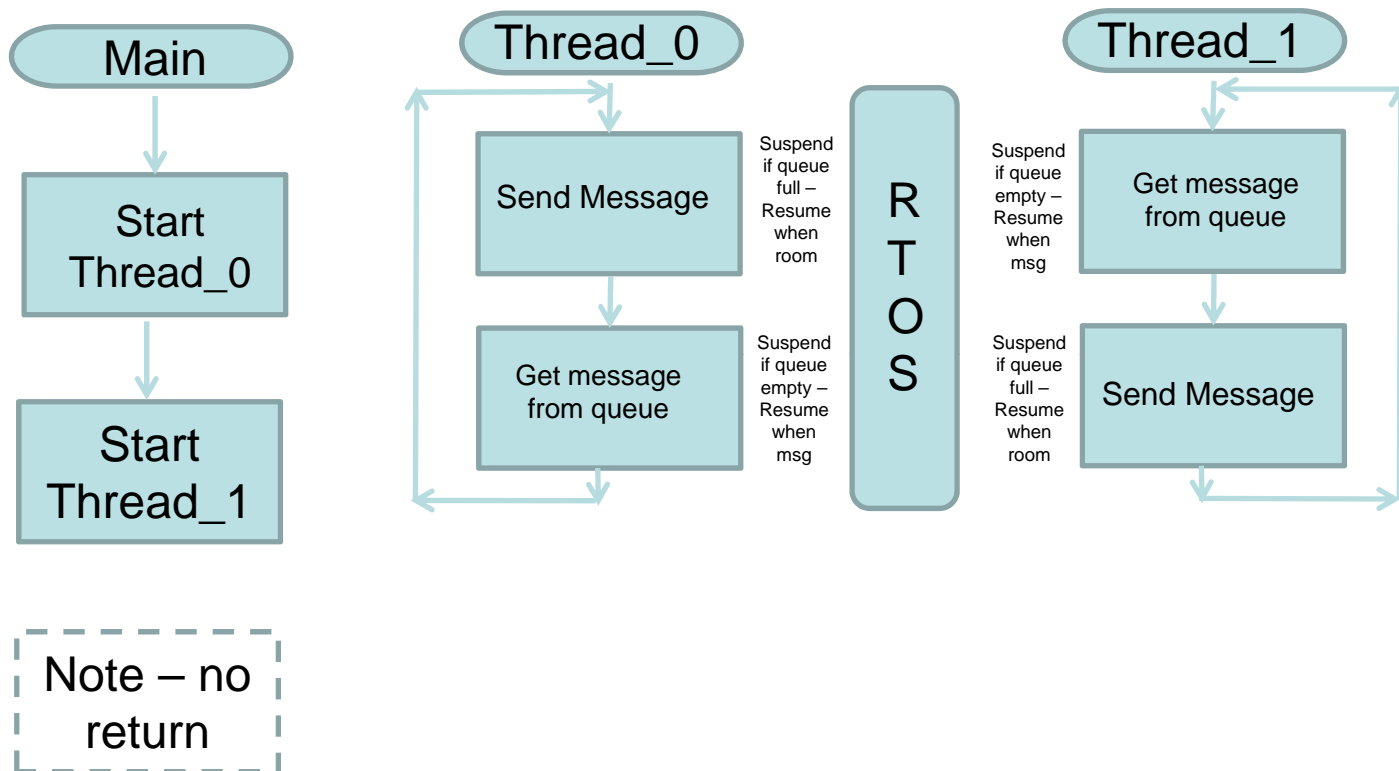 Main
Start
Thread_0
Start
Thread_1
Note – no
return
Thread_0
Send Message
Suspend
if queue
full –
Resume
when
room
Get message
from queue
Suspend
if queue
empty –
Resume
when
msg
R
T
O
S
Thread_1
Suspend
if queue
empty –
Resume
when
msg
Get message
from queue
Suspend
if queue
full –
Resume
when
room
Send Message